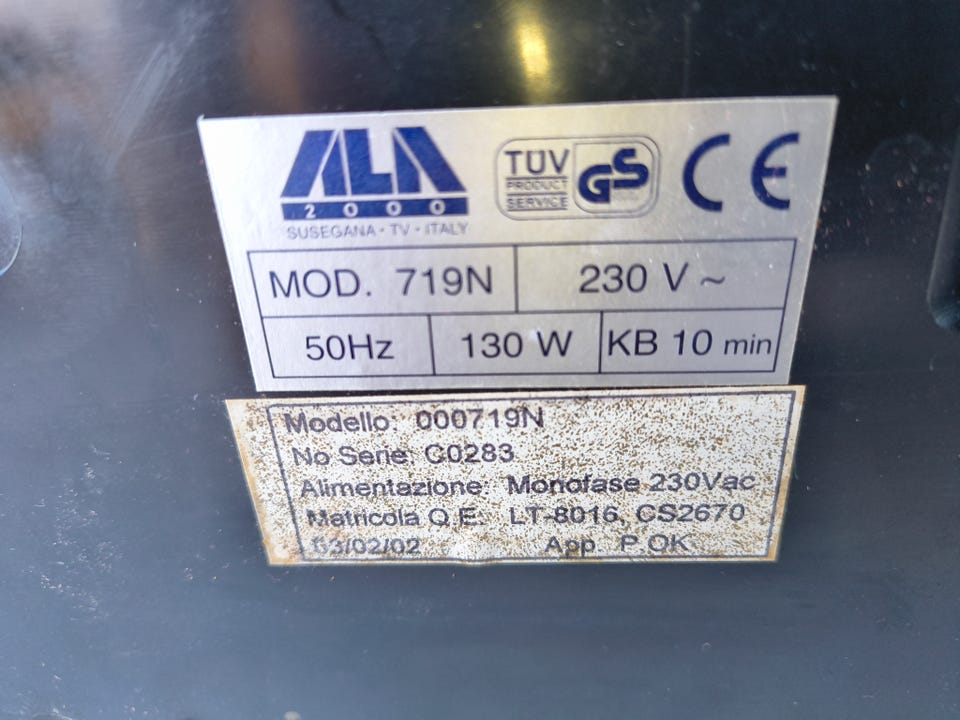 ALA
2000
SUSEGANA · TV · ITALY
TÜV
PRODUCT
SERVICE
GS
CE
MOD. 719N
230 V ~
50Hz
130 W
KB 10 min
Modello: 000719N
No Serie: C0283
Alimentazione: Monofase 230Vac
Matricola Q.E.: LT-8016, CS2670
03/02/02 App. P.OK